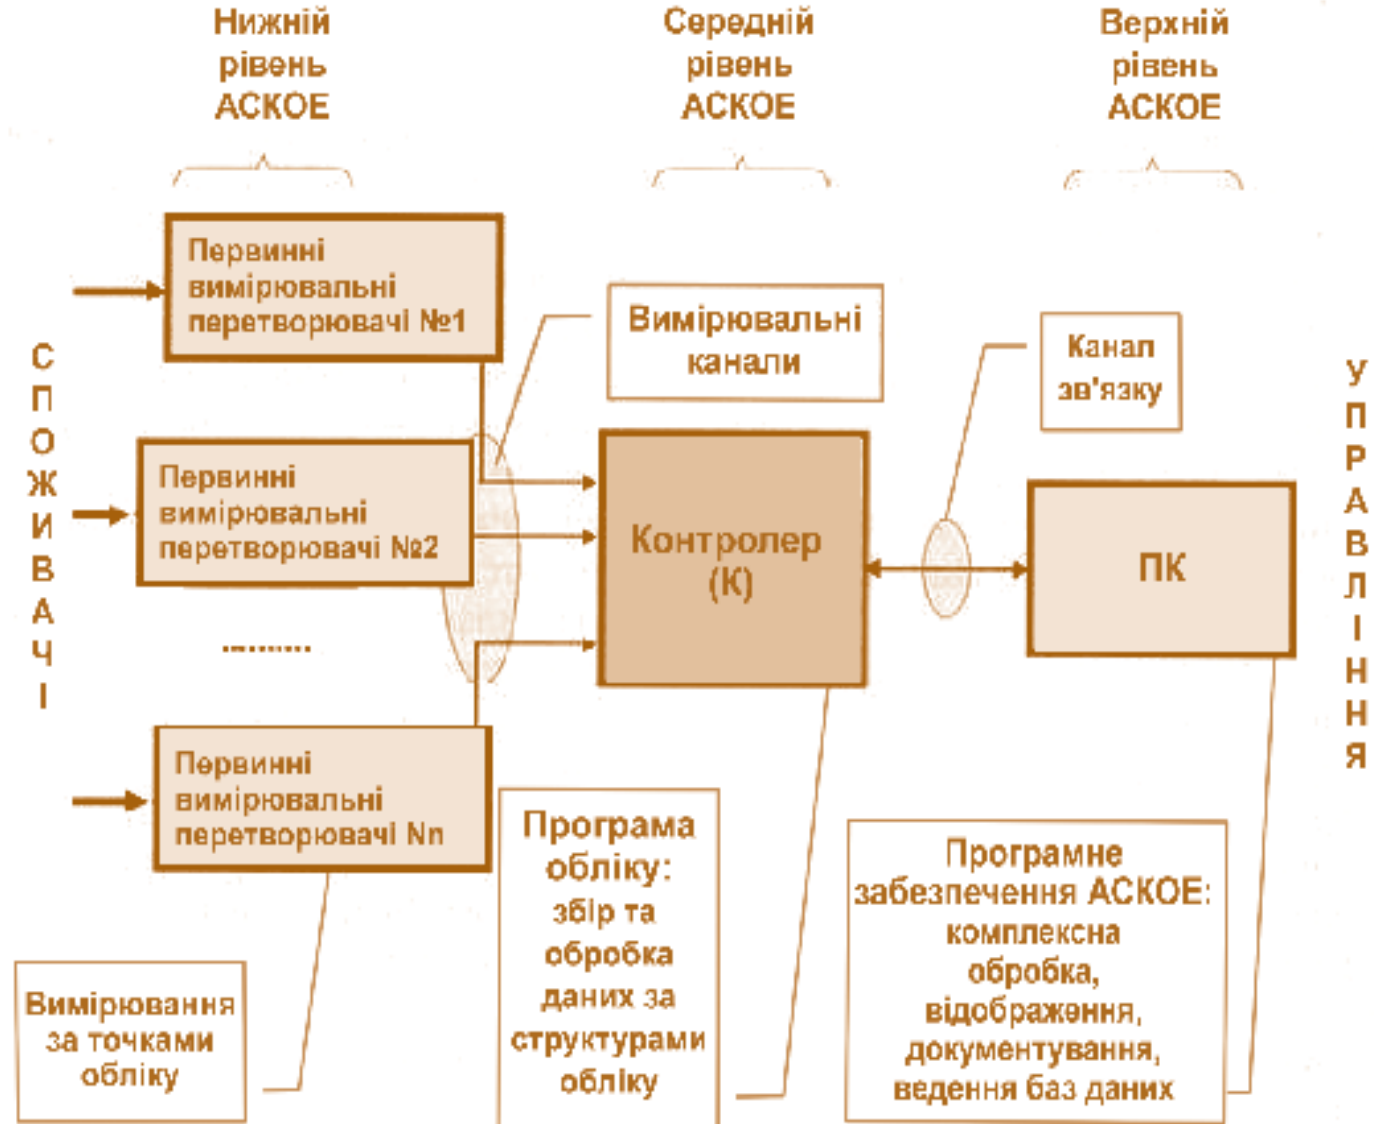 Нижній
рівень
АСКОЕ
Середній
рівень
АСКОЕ
Верхній
рівень
АСКОЕ
СПОЖИВАЧІ
Первинні
вимірювальні
перетворювачі №1
Первинні
вимірювальні
перетворювачі №2
..........
Первинні
вимірювальні
перетворювачі Nn
Вимірювання
за точками
обліку
Вимірювальні
канали
Контролер
(К)
Програма
обліку:
збір та
обробка
даних за
структурами
обліку
Канал
зв'язку
ПК
Програмне
забезпечення АСКОЕ:
комплексна
обробка,
відображення,
документування,
ведення баз даних
УПРАВЛІННЯ